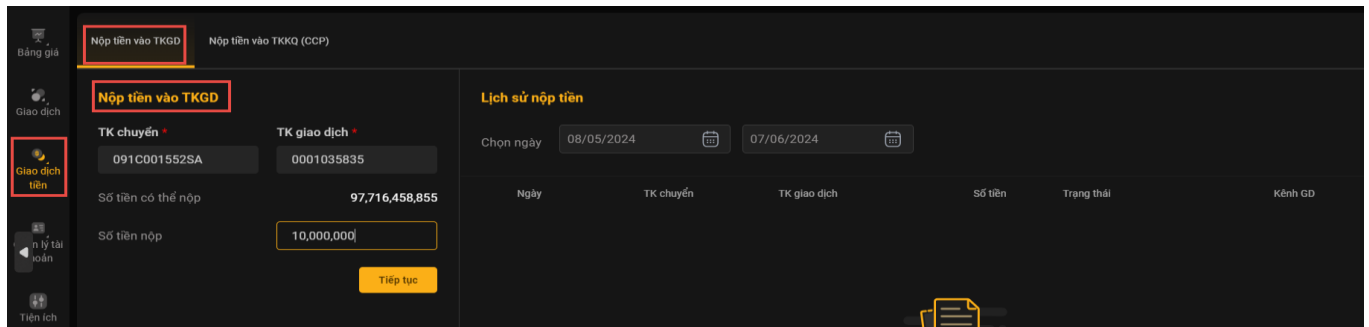 Bảng giá
Giao dịch
Giao dịch
tiền
n lý tài
Tiện ích
Nộp tiền vào TKGD
Nộp tiền vào TKKQ (CCP)
Nộp tiền vào TKGD
TK chuyển *
TK giao dịch *
091C001552SA
0001035835
Số tiền có thể nộp
97,716,458,855
Số tiền nộp
10,000,000
Tiếp tục
Lịch sử nộp tiền
Chọn ngày
08/05/2024
07/06/2024
Ngày
TK chuyển
TK giao dịch
Số tiền
Trạng thái
Kênh GD